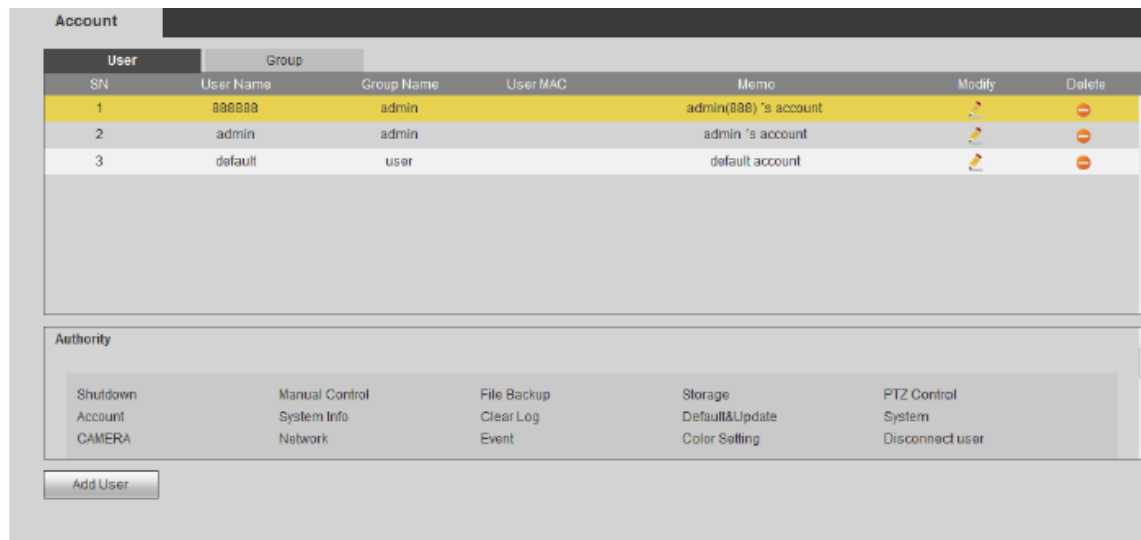 Account
User Group
SN User Name Group Name User MAC Memo Modify Delete
1 888888 admin admin(888) 's account
2 admin admin admin 's account
3 default user default account
Authority
Shutdown Manual Control File Backup Storage PTZ Control
Account System Info Clear Log Default&Update System
CAMERA Network Event Color Setting Disconnect user
Add User